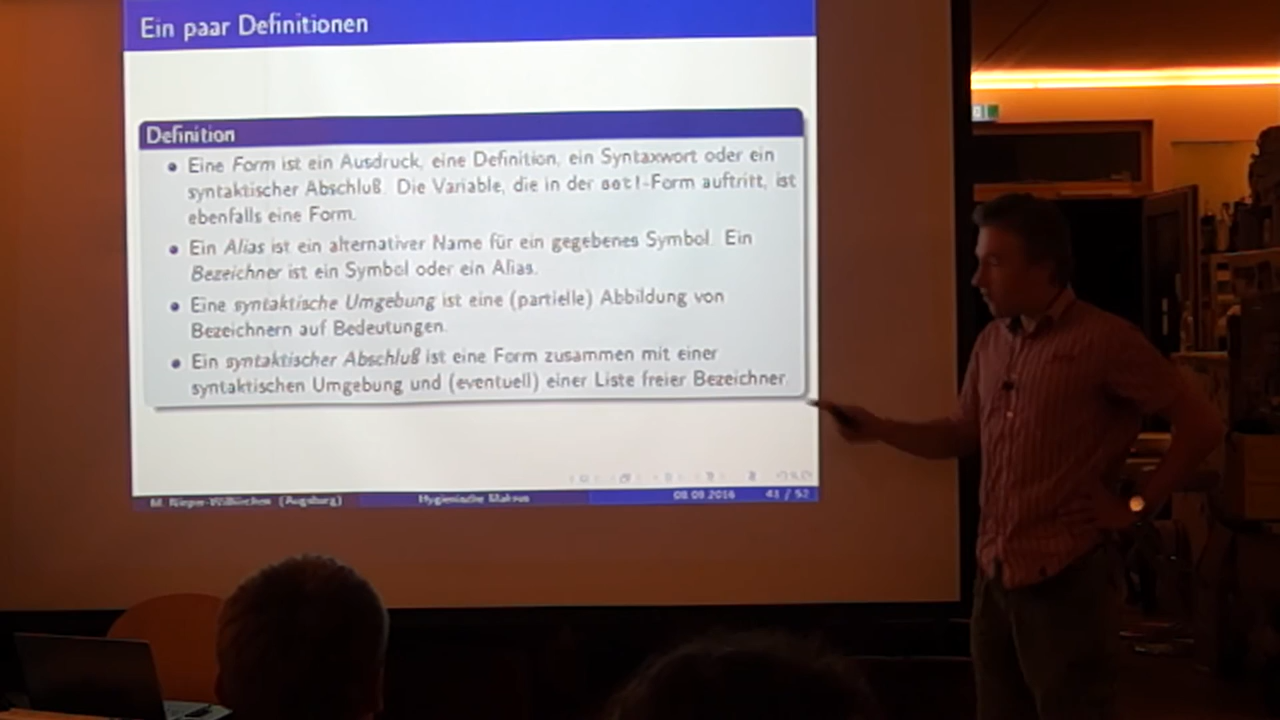 Ein paar Definitionen
Definition
Eine Form ist ein Ausdruck, eine Definition, ein Syntaxwort oder ein
syntaktischer Abschluß. Die Variable, die in der set!-Form auftritt, ist
ebenfalls eine Form.
Ein Alias ist ein alternativer Name für ein gegebenes Symbol. Ein
Bezeichner ist ein Symbol oder ein Alias.
Eine syntaktische Umgebung ist eine (partielle) Abbildung von
Bezeichnern auf Bedeutungen.
Ein syntaktischer Abschluß ist eine Form zusammen mit einer
syntaktischen Umgebung und (eventuell) einer Liste freier Bezeichner.
M. (Augsburg) Hygienische Makros 08.09.2016 41 / 52